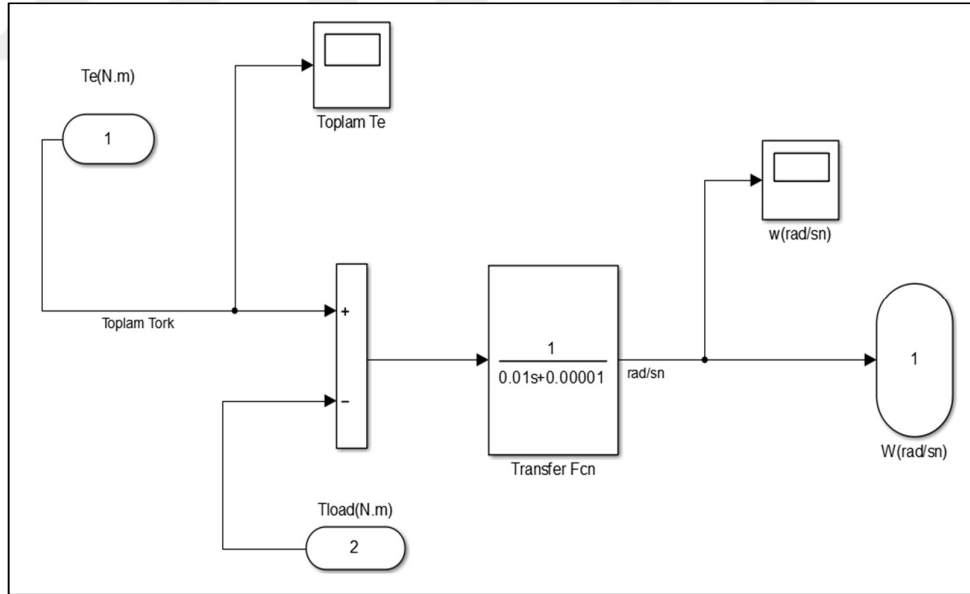 Te(N.m)
1
Toplam Te
w(rad/sn)
Toplam Tork
+
−
1
0.01s+0.00001
rad/sn
Transfer Fcn
1
W(rad/sn)
Tload(N.m)
2